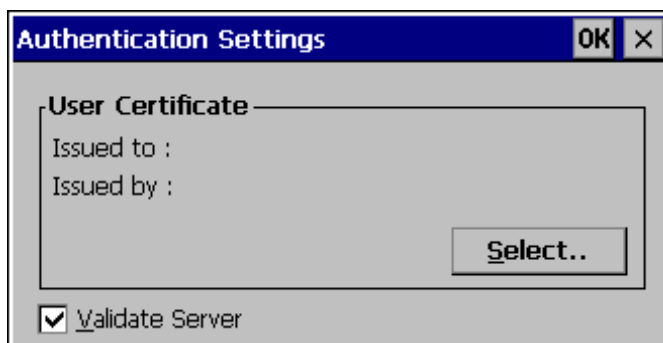 Authentication Settings OK ×
User Certificate
Issued to :
Issued by :
Select..
Validate Server